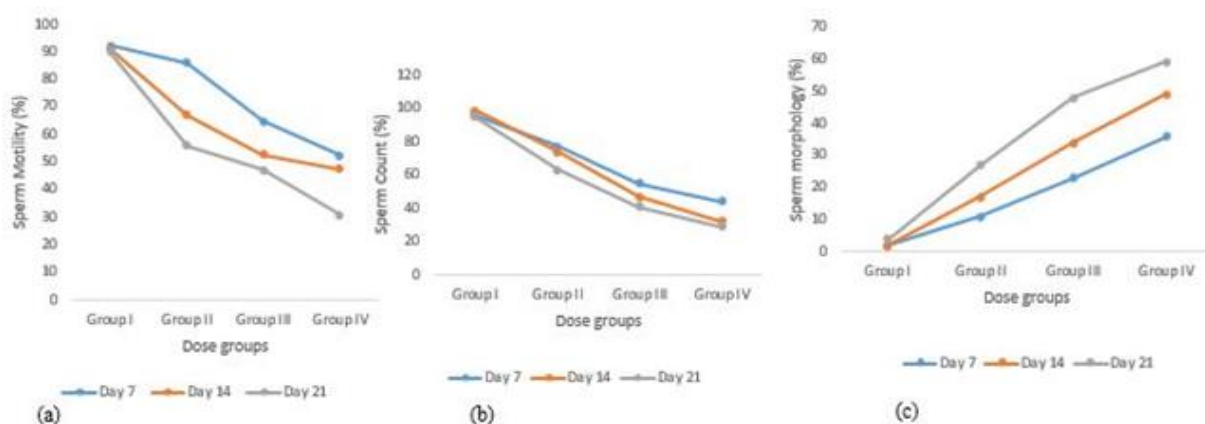 100
90
80
70
60
50
40
30
20
10
0
Sperm Motility (%)
Group I Group II Group III Group IV
Dose groups
Day 7 Day 14 Day 21
(a)
120
100
80
60
40
20
0
Sperm Count (%)
Group I Group II Group III Group IV
Dose groups
Day 7 Day 14 Day 21
(b)
70
60
50
40
30
20
10
0
Sperm morphology (%)
Group I Group II Group III Group IV
Dose groups
Day 7 Day 14 Day 21
(c)